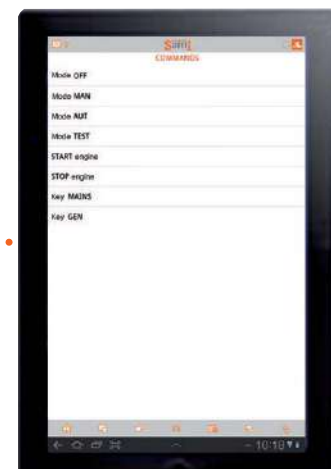 COMMANDS
Mode OFF
Mode MAN
Mode AUT
Mode TEST
START engine
STOP engine
Key MAINS
Key GEN
10:18